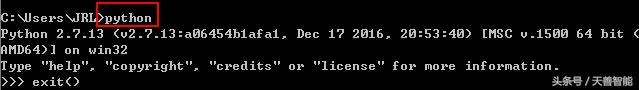 C:\Users\JRL>python
Python 2.7.13 (v2.7.13:a06454b1afa1, Dec 17 2016, 20:53:40) [MSC v.1500 64 bit (
AMD64)] on win32
Type "help", "copyright", "credits" or "license" for more information.
>>> exit()
头条号 / 天善智能